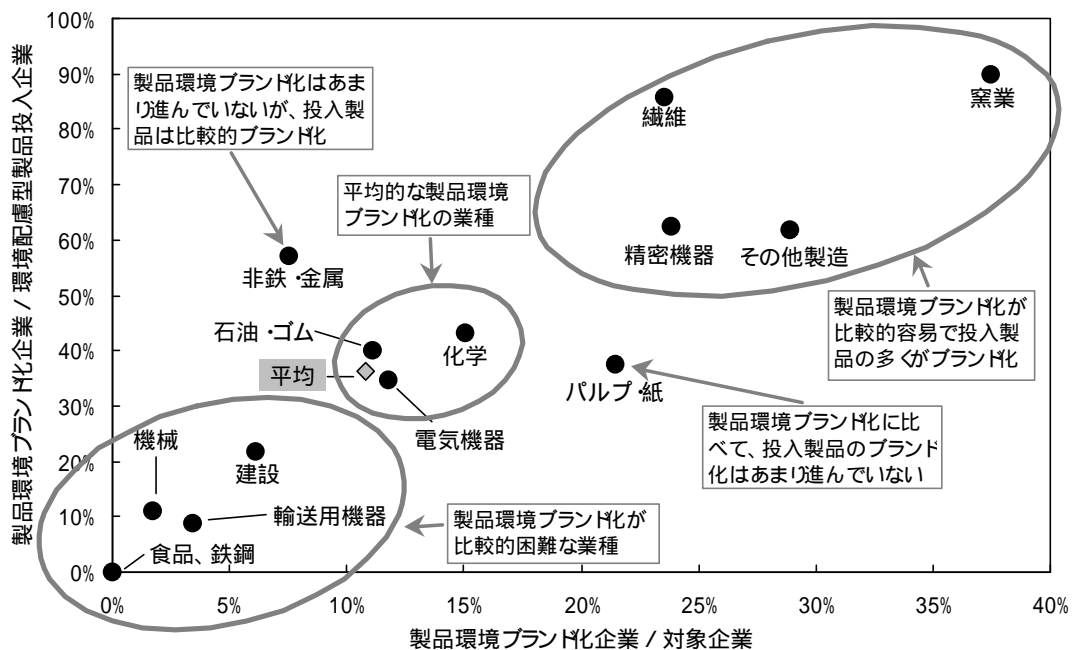 製品環境ブランド化企業 / 環境配慮型製品投入企業
100%
90%
80%
70%
60%
50%
40%
30%
20%
10%
0%
製品環境ブランド化はあま
り進んでいないが、投入製
品は比較的ブランド化
平均的な製品環境
ブランド化の業種
繊維
窯業
精密機器
その他製造
非鉄・金属
石油・ゴム
平均
化学
電気機器
パルプ・紙
製品環境ブランド化が
比較的容易で投入製
品の多くがブランド化
製品環境ブランド化に比
べて、投入製品のブランド
化はあまり進んでいない
機械
建設
輸送用機器
食品、鉄鋼
製品環境ブランド化が
比較的困難な業種
0%
5%
10%
15%
20%
25%
30%
35%
40%
製品環境ブランド化企業 / 対象企業